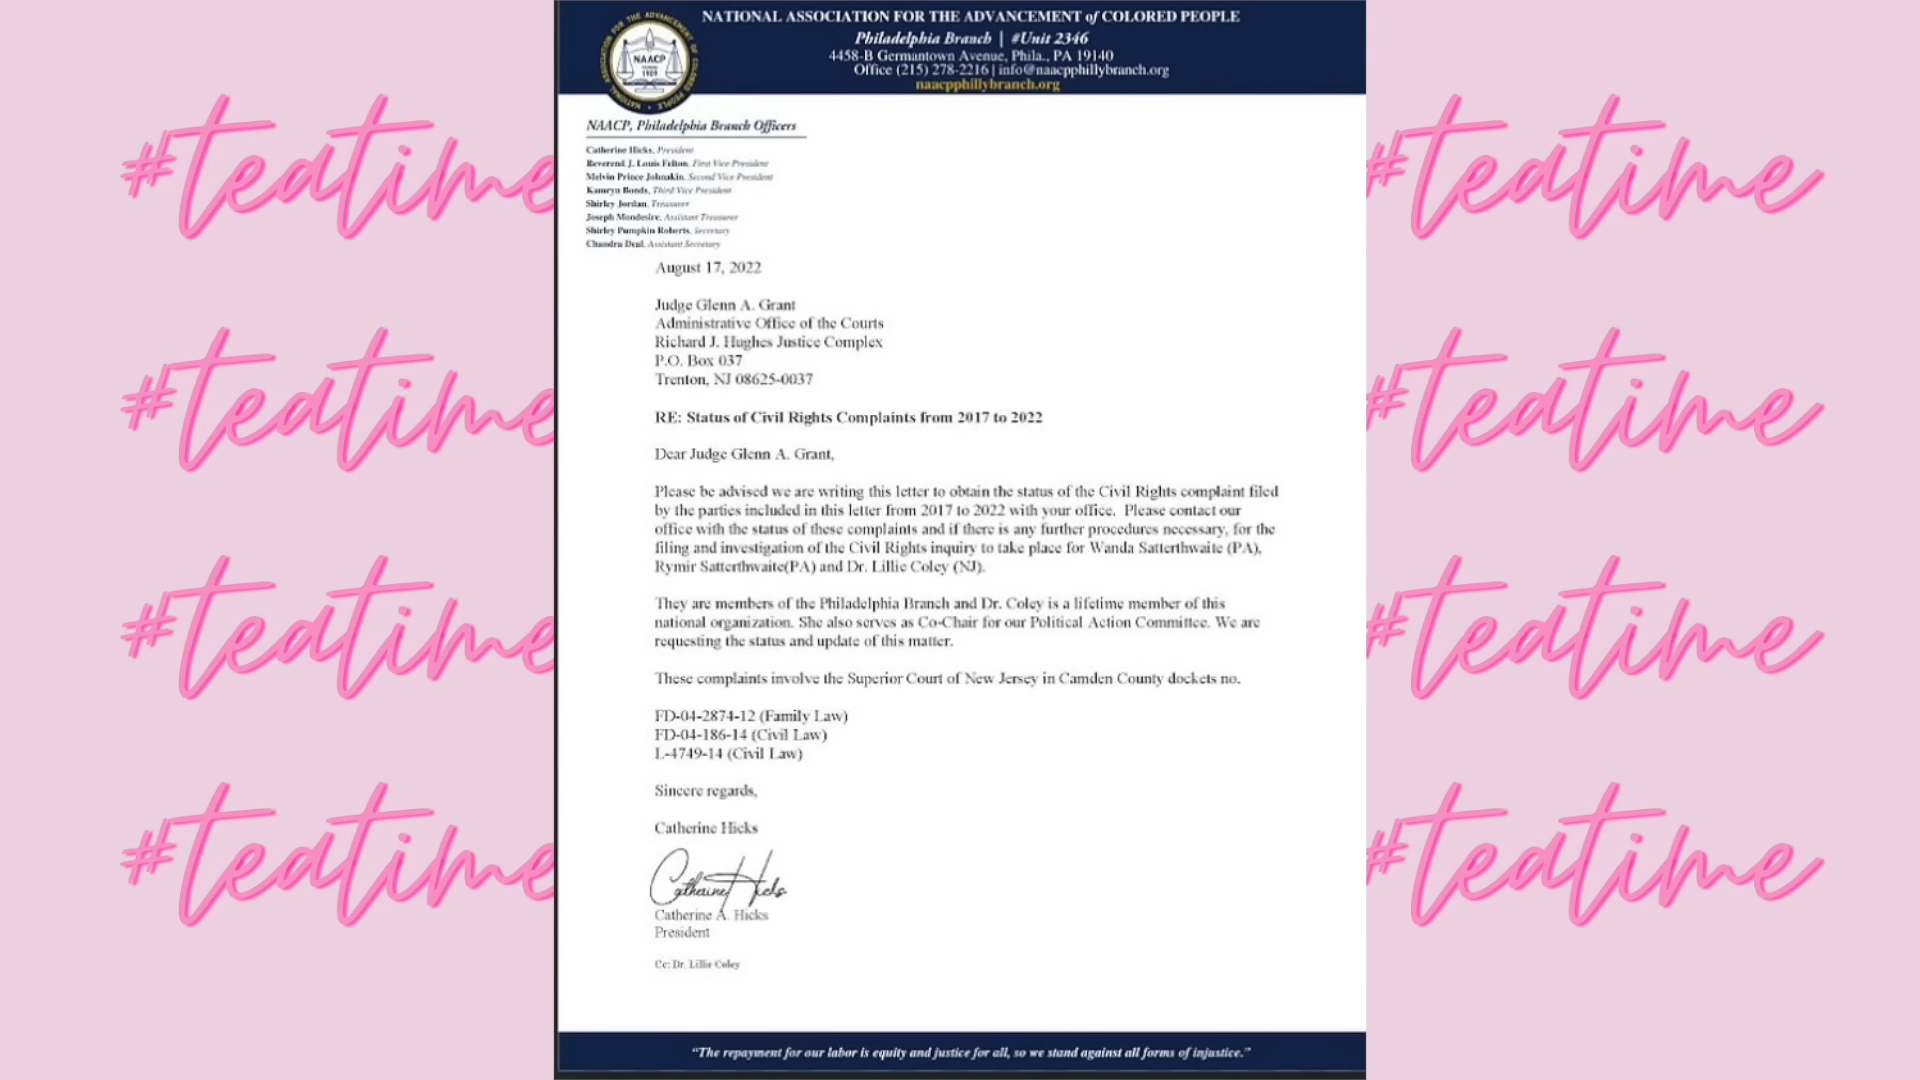 NATIONAL ASSOCIATION FOR THE ADVANCEMENT of COLORED PEOPLE
Philadelphia Branch | #Unit 2346
4458-B Germantown Avenue, Phila., PA 19140
Office (215) 278-2216 | info@naacpphillybranch.org
naacpphillybranch.org
NATIONAL ASSOCIATION FOR THE ADVANCEMENT OF COLORED PEOPLE
NAACP
1909
NAACP, Philadelphia Branch Officers
Catherine Hicks, President
Reverend J. Louis Felton, First Vice President
Melvin Prince Johnakin, Second Vice President
Kamryn Bonds, Third Vice President
Shirley Jordan, Treasurer
Joseph Mondesire, Assistant Treasurer
Shirley Pumpkin Roberts, Secretary
Chandra Deal, Assistant Secretary
August 17, 2022
Judge Glenn A. Grant
Administrative Office of the Courts
Richard J. Hughes Justice Complex
P.O. Box 037
Trenton, NJ 08625-0037
RE: Status of Civil Rights Complaints from 2017 to 2022
Dear Judge Glenn A. Grant,
Please be advised we are writing this letter to obtain the status of the Civil Rights complaint filed
by the parties included in this letter from 2017 to 2022 with your office. Please contact our
office with the status of these complaints and if there is any further procedures necessary, for the
filing and investigation of the Civil Rights inquiry to take place for Wanda Satterthwaite (PA),
Rymir Satterthwaite(PA) and Dr. Lillie Coley (NJ).
They are members of the Philadelphia Branch and Dr. Coley is a lifetime member of this
national organization. She also serves as Co-Chair for our Political Action Committee. We are
requesting the status and update of this matter.
These complaints involve the Superior Court of New Jersey in Camden County dockets no.
FD-04-2874-12 (Family Law)
FD-04-186-14 (Civil Law)
L-4749-14 (Civil Law)
Sincere regards,
Catherine Hicks
Catherine Hicks
Catherine A. Hicks
President
Cc: Dr. Lillie Coley
"The repayment for our labor is equity and justice for all, so we stand against all forms of injustice."
#teatime
#teatime
#teatime
#teatime
#teatime
#teatime
#teatime
#teatime